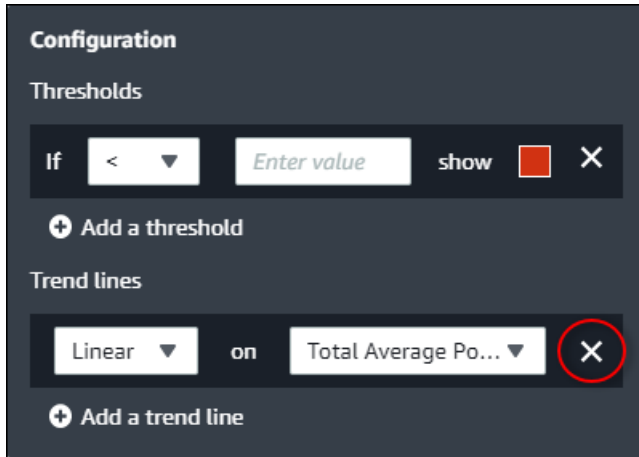 Configuration
Thresholds
If < Enter value show
Add a threshold
Trend lines
Linear on Total Average Po...
Add a trend line